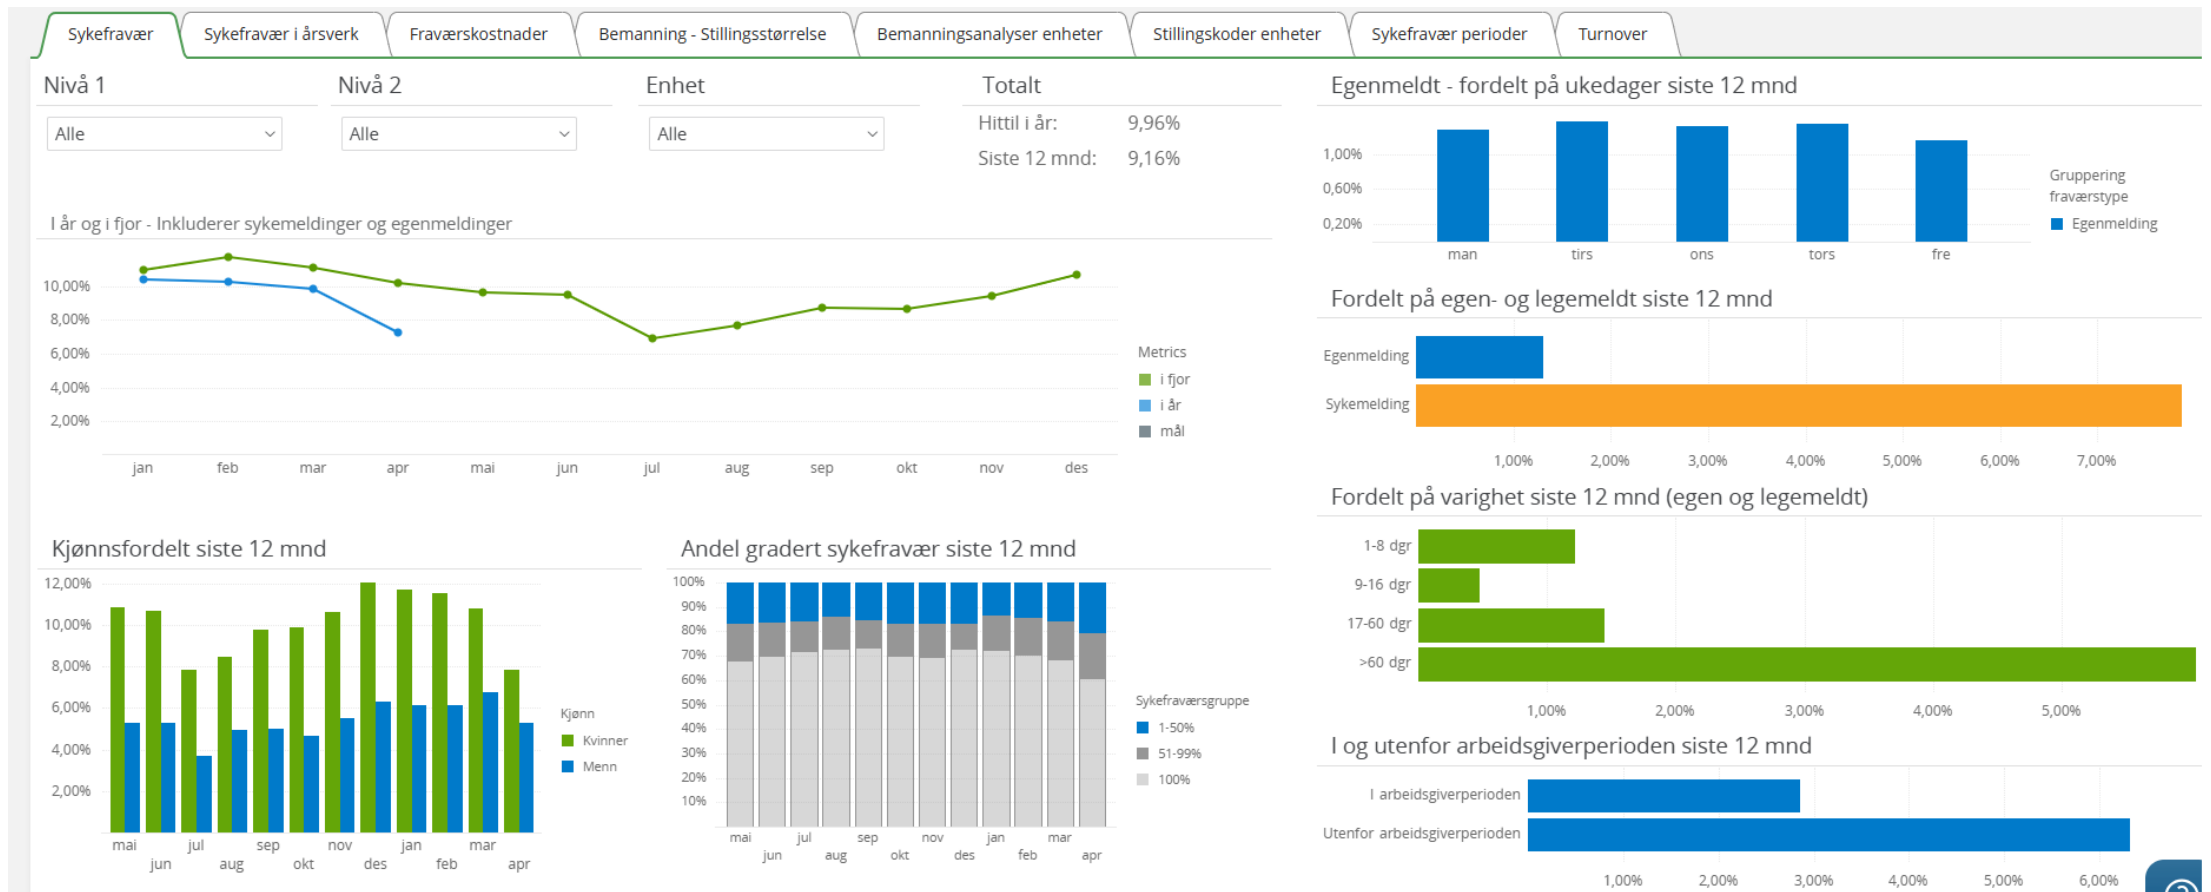 Sykefravær Sykefravær i årsverk Fraværskostnader Bemanning - Stillingsstørrelse Bemanningsanalyser enheter Stillingskoder enheter Sykefravær perioder Turnover
Nivå 1
Alle
Nivå 2
Alle
Enhet
Alle
Totalt
Hittil i år: 9,96%
Siste 12 mnd: 9,16%
I år og i fjor - Inkluderer sykemeldinger og egenmeldinger
10,00%
8,00%
6,00%
4,00%
2,00%
jan feb mar apr mai jun jul aug sep okt nov des
Metrics
i fjor
i år
mål
Kjønnsfordelt siste 12 mnd
12,00%
10,00%
8,00%
6,00%
4,00%
2,00%
mai jun jul aug sep okt nov des jan feb mar apr
Kjønn
Kvinner
Menn
Andel gradert sykefravær siste 12 mnd
100%
90%
80%
70%
60%
50%
40%
30%
20%
10%
mai jun jul aug sep okt nov des jan feb mar apr
Sykefraværsgruppe
1-50%
51-99%
100%
Egenmeldt - fordelt på ukedager siste 12 mnd
1,00%
0,60%
0,20%
man tirs ons tors fre
Gruppering
fraværstype
Egenmelding
Fordelt på egen- og legemeldt siste 12 mnd
Egenmelding
Sykemelding
1,00% 2,00% 3,00% 4,00% 5,00% 6,00% 7,00%
Fordelt på varighet siste 12 mnd (egen og legemeldt)
1-8 dgr
9-16 dgr
17-60 dgr
>60 dgr
1,00% 2,00% 3,00% 4,00% 5,00%
I og utenfor arbeidsgiverperioden siste 12 mnd
I arbeidsgiverperioden
Utenfor arbeidsgiverperioden
1,00% 2,00% 3,00% 4,00% 5,00% 6,00%